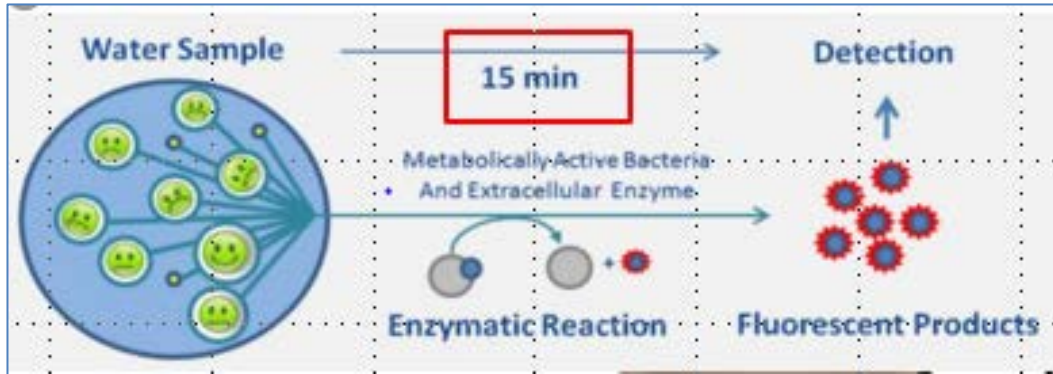 Water Sample
15 min
Detection
Metabolically Active Bacteria
And Extracellular Enzyme
+
Enzymatic Reaction
Fluorescent Products